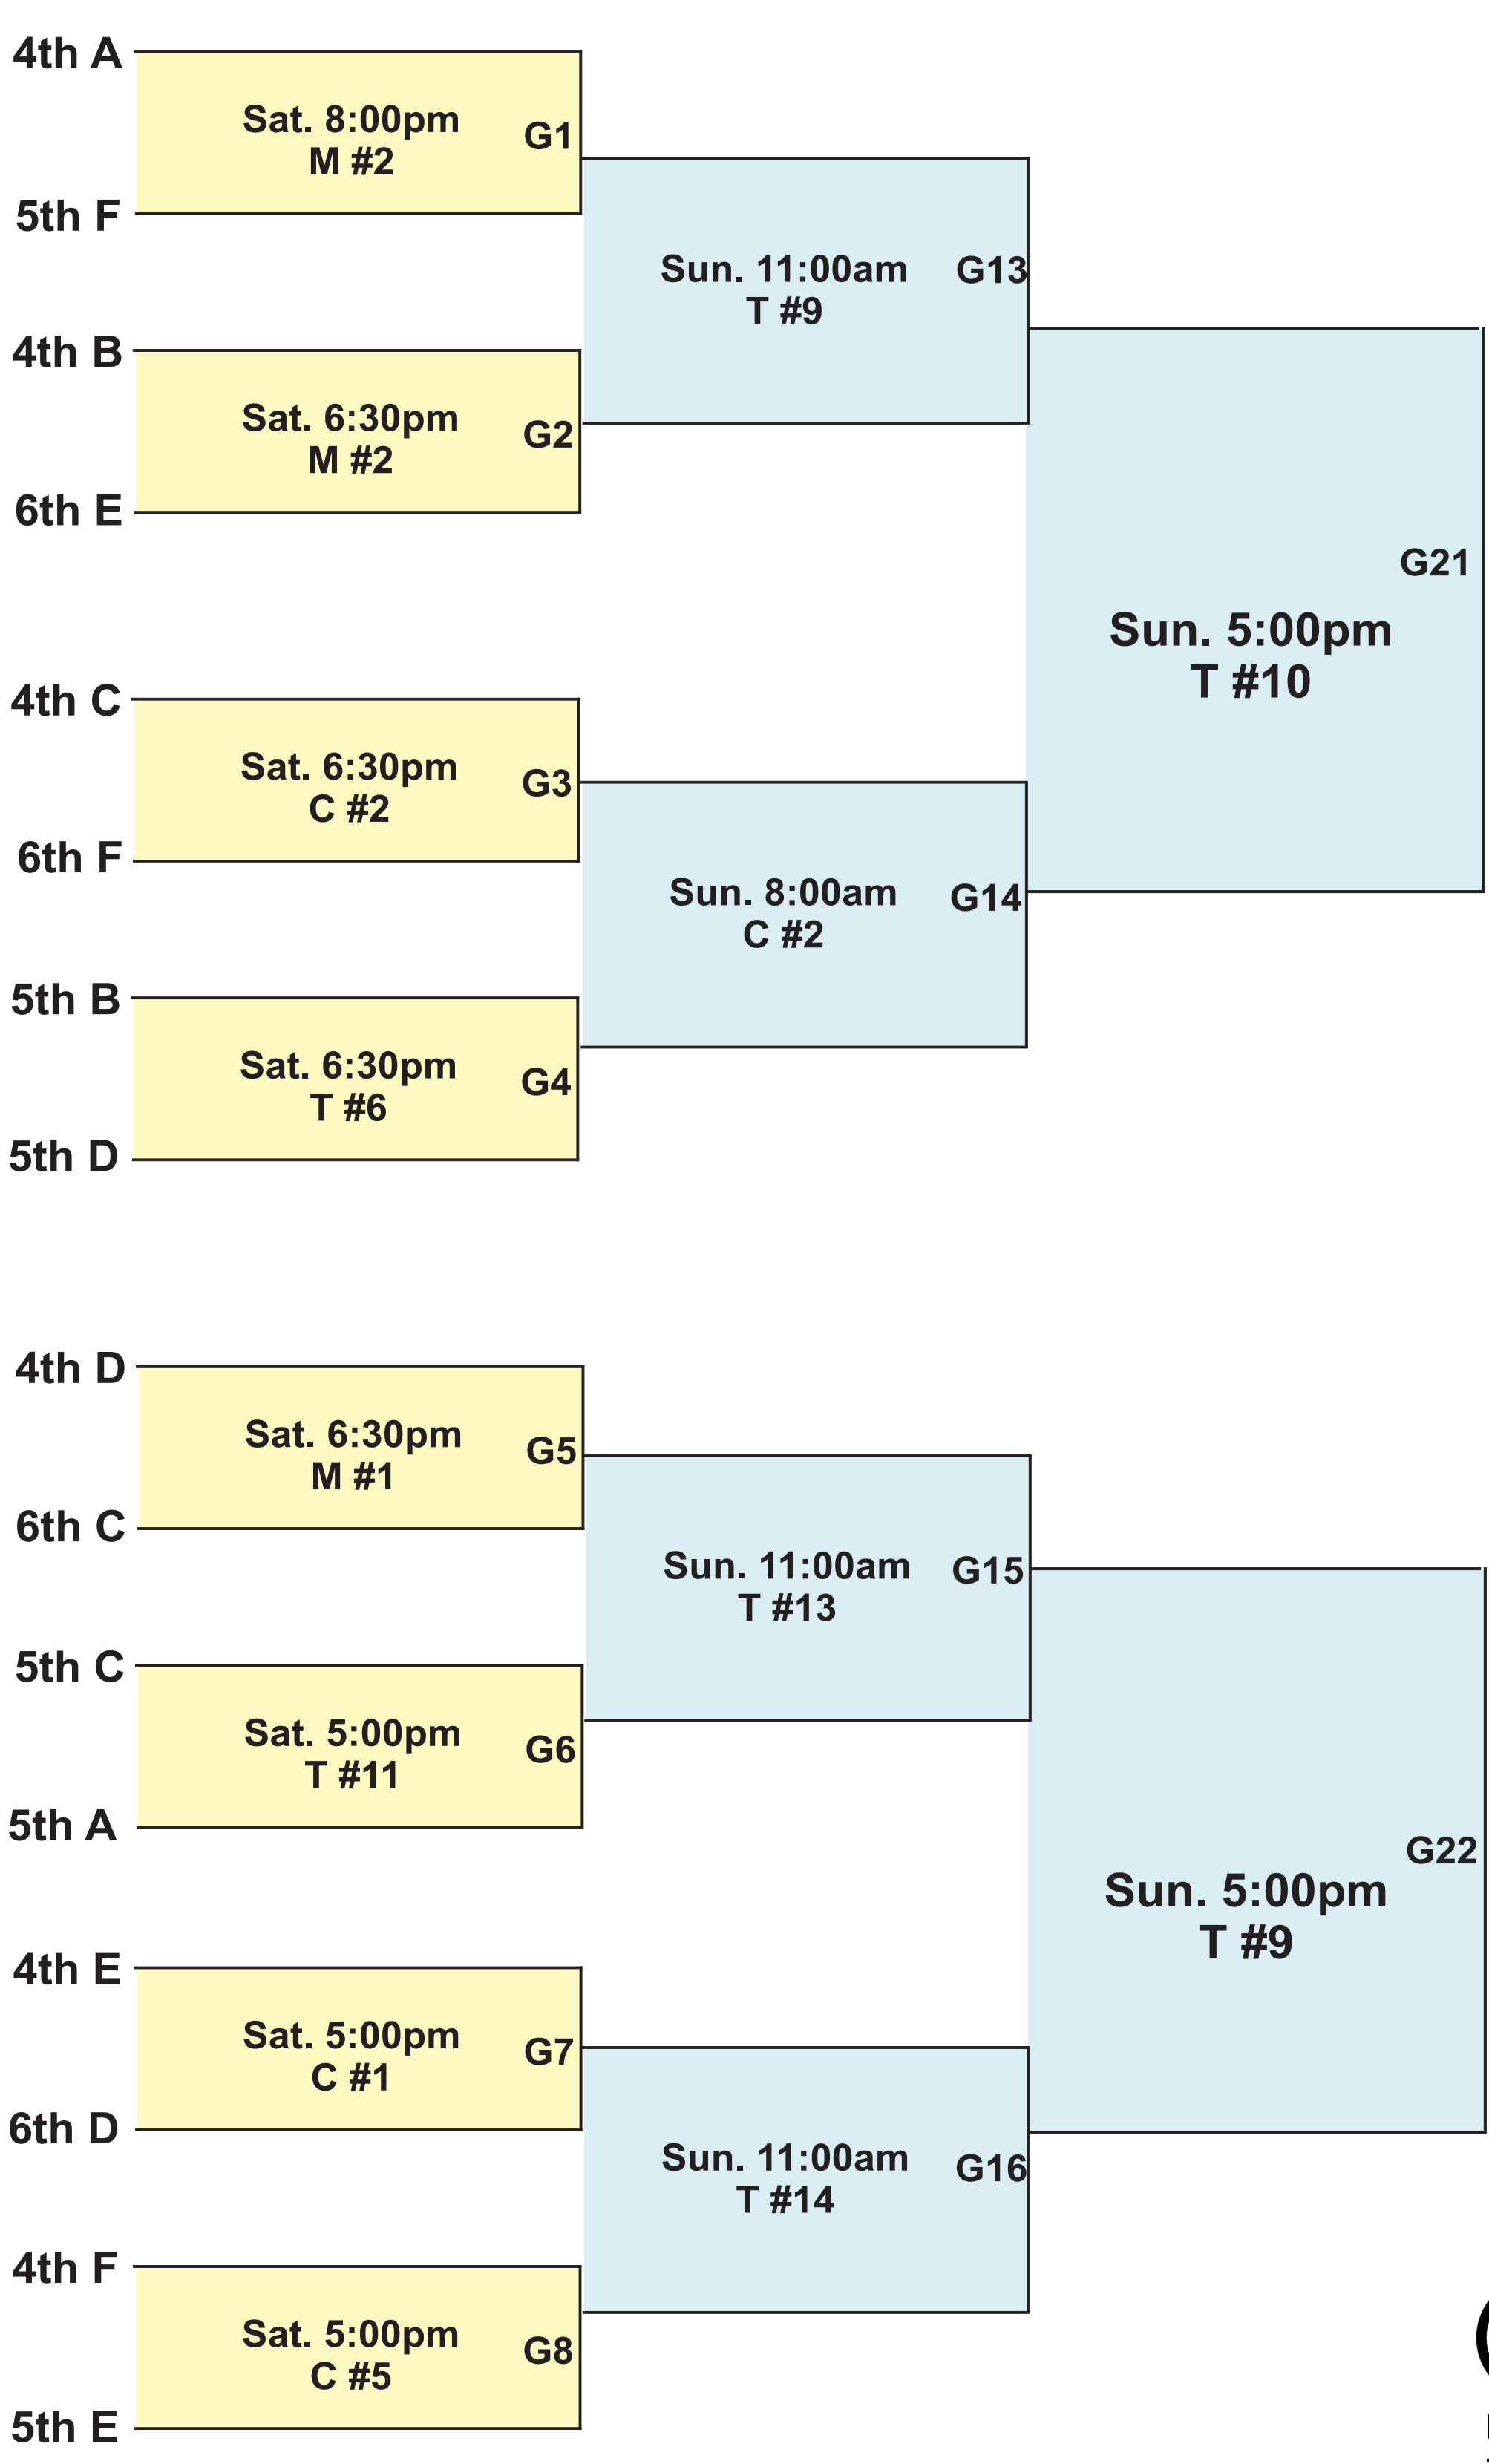 4th A
Sat. 8:00pm
M #2
G1
5th F
Sun. 11:00am
T #9
G13
4th B
Sat. 6:30pm
M #2
G2
6th E
G21
Sun. 5:00pm
T #10
4th C
Sat. 6:30pm
C #2
G3
6th F
Sun. 8:00am
C #2
G14
5th B
Sat. 6:30pm
T #6
G4
5th D
4th D
Sat. 6:30pm
M #1
G5
6th C
Sun. 11:00am
T #13
G15
5th C
Sat. 5:00pm
T #11
G6
5th A
G22
Sun. 5:00pm
T #9
4th E
Sat. 5:00pm
C #1
G7
6th D
Sun. 11:00am
T #14
G16
4th F
Sat. 5:00pm
C #5
G8
5th E